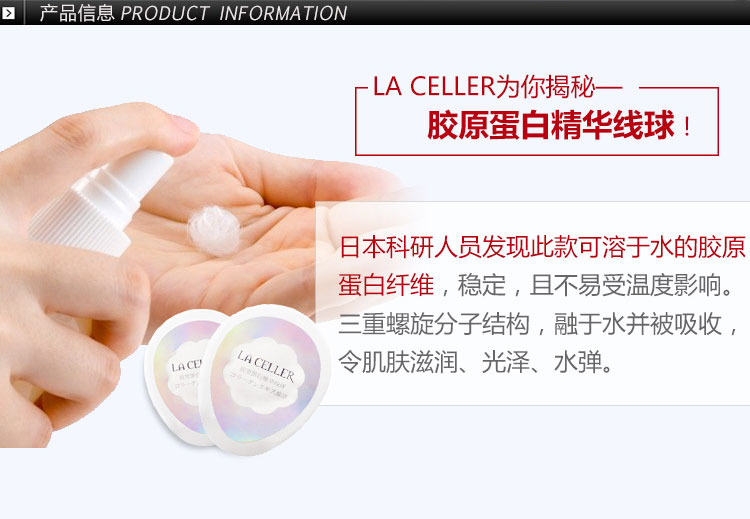 产品信息 PRODUCT INFORMATION
LA CELLER为你揭秘—
胶原蛋白精华线球！
日本科研人员发现此款可溶于水的胶原
蛋白纤维，稳定，且不易受温度影响。
三重螺旋分子结构，融于水并被吸收，
令肌肤滋润、光泽、水弹。
LA CELLER
LA CELLER